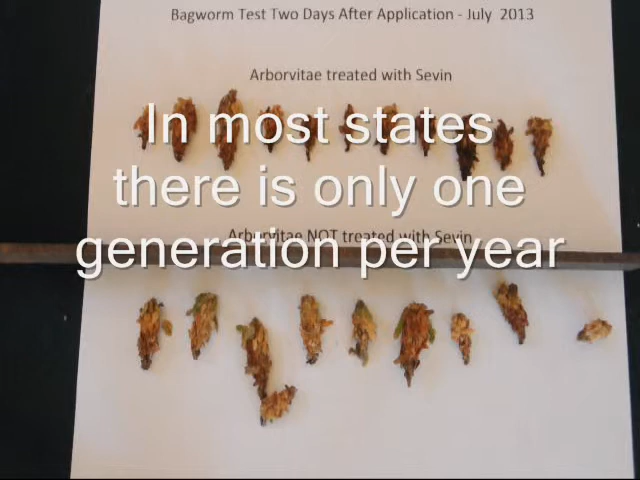 Bagworm Test Two Days After Application - July 2013
Arborvitae treated with Sevin
In most states
there is only one
Arborvitae NOT treated with Sevin
generation per year